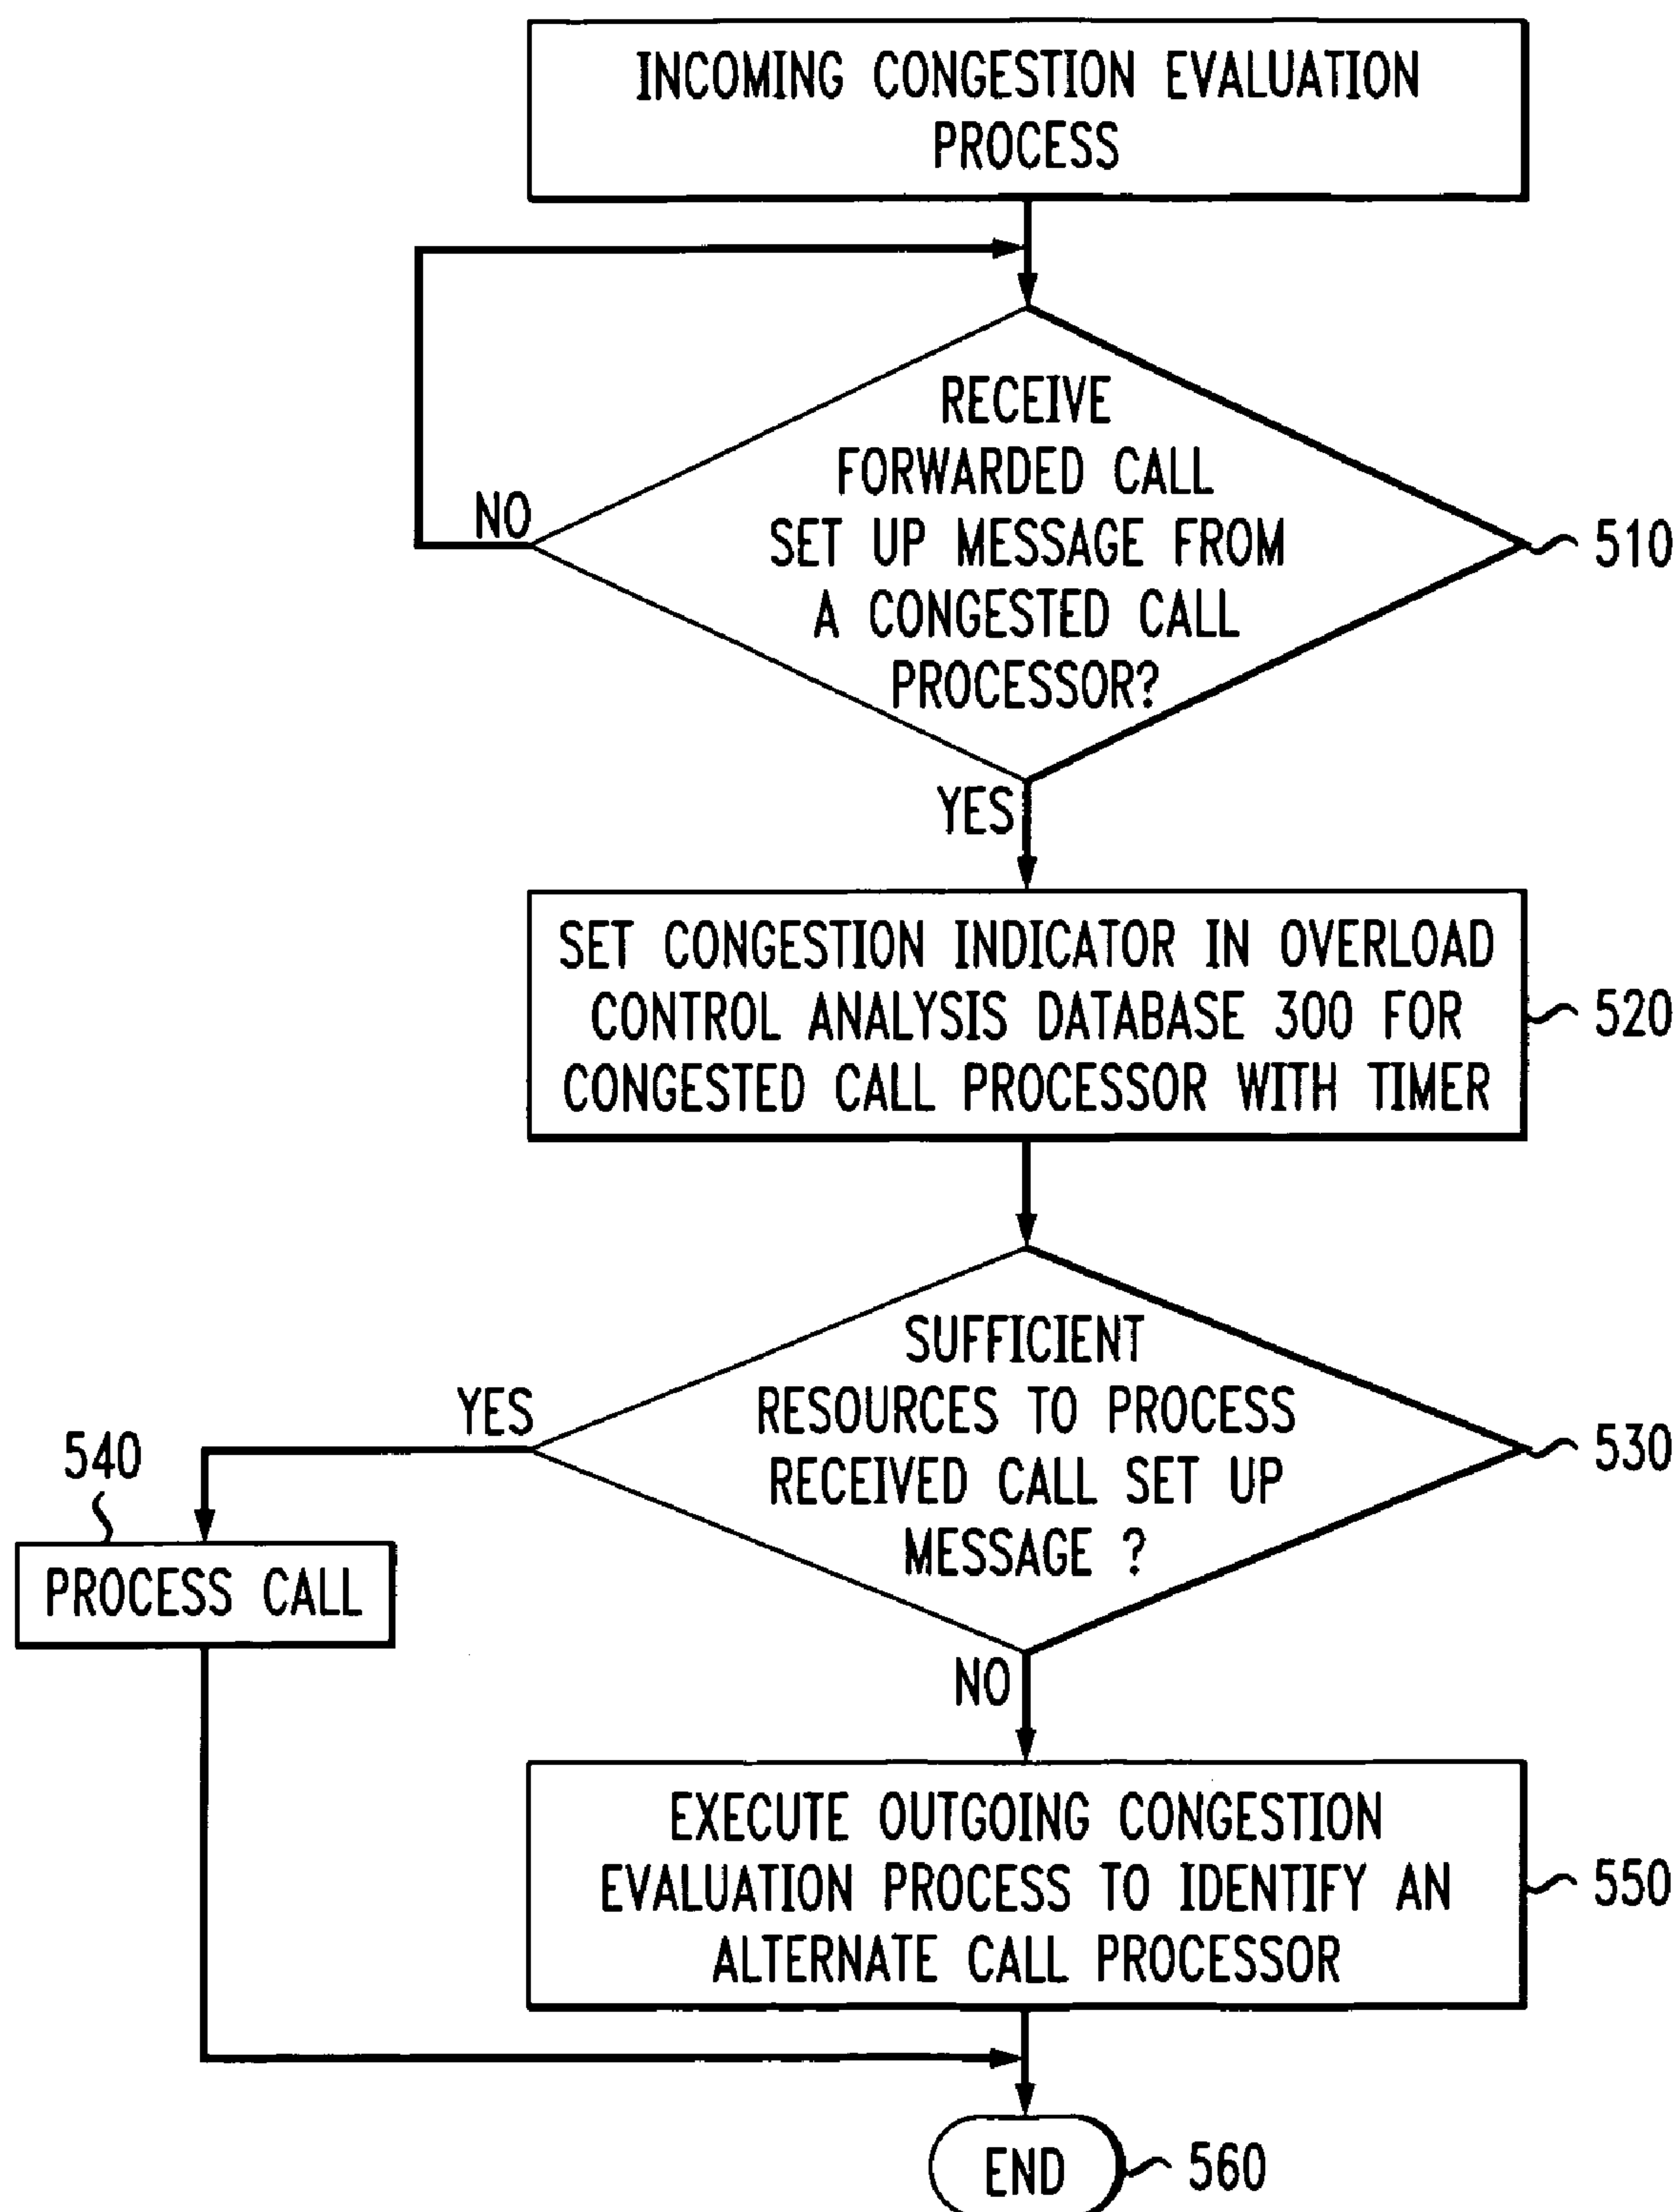 INCOMING CONGESTION EVALUATION
PROCESS
RECEIVE
FORWARDED CALL
SET UP MESSAGE FROM
A CONGESTED CALL
PROCESSOR?
NO
510
YES
SET CONGESTION INDICATOR IN OVERLOAD
CONTROL ANALYSIS DATABASE 300 FOR
CONGESTED CALL PROCESSOR WITH TIMER
520
SUFFICIENT
RESOURCES TO PROCESS
RECEIVED CALL SET UP
MESSAGE ?
YES
530
540
PROCESS CALL
NO
EXECUTE OUTGOING CONGESTION
EVALUATION PROCESS TO IDENTIFY AN
ALTERNATE CALL PROCESSOR
550
END
560